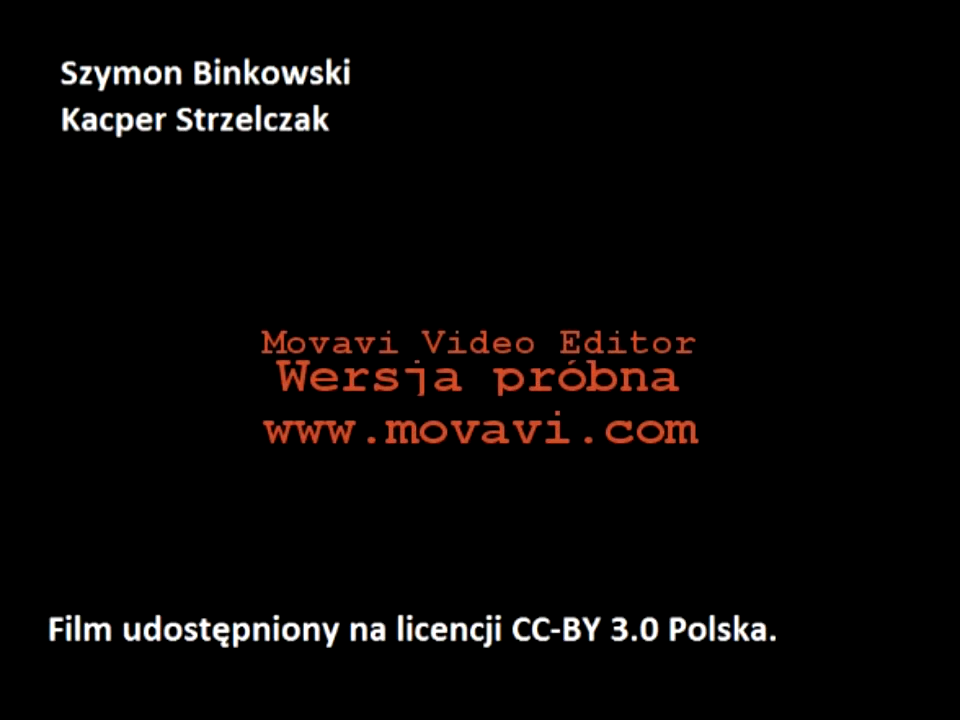 Szymon Binkowski
Kacper Strzelczak
Movavi Video Editor
Wersja próbna
www.movavi.com
Film udostępniony na licencji CC-BY 3.0 Polska.